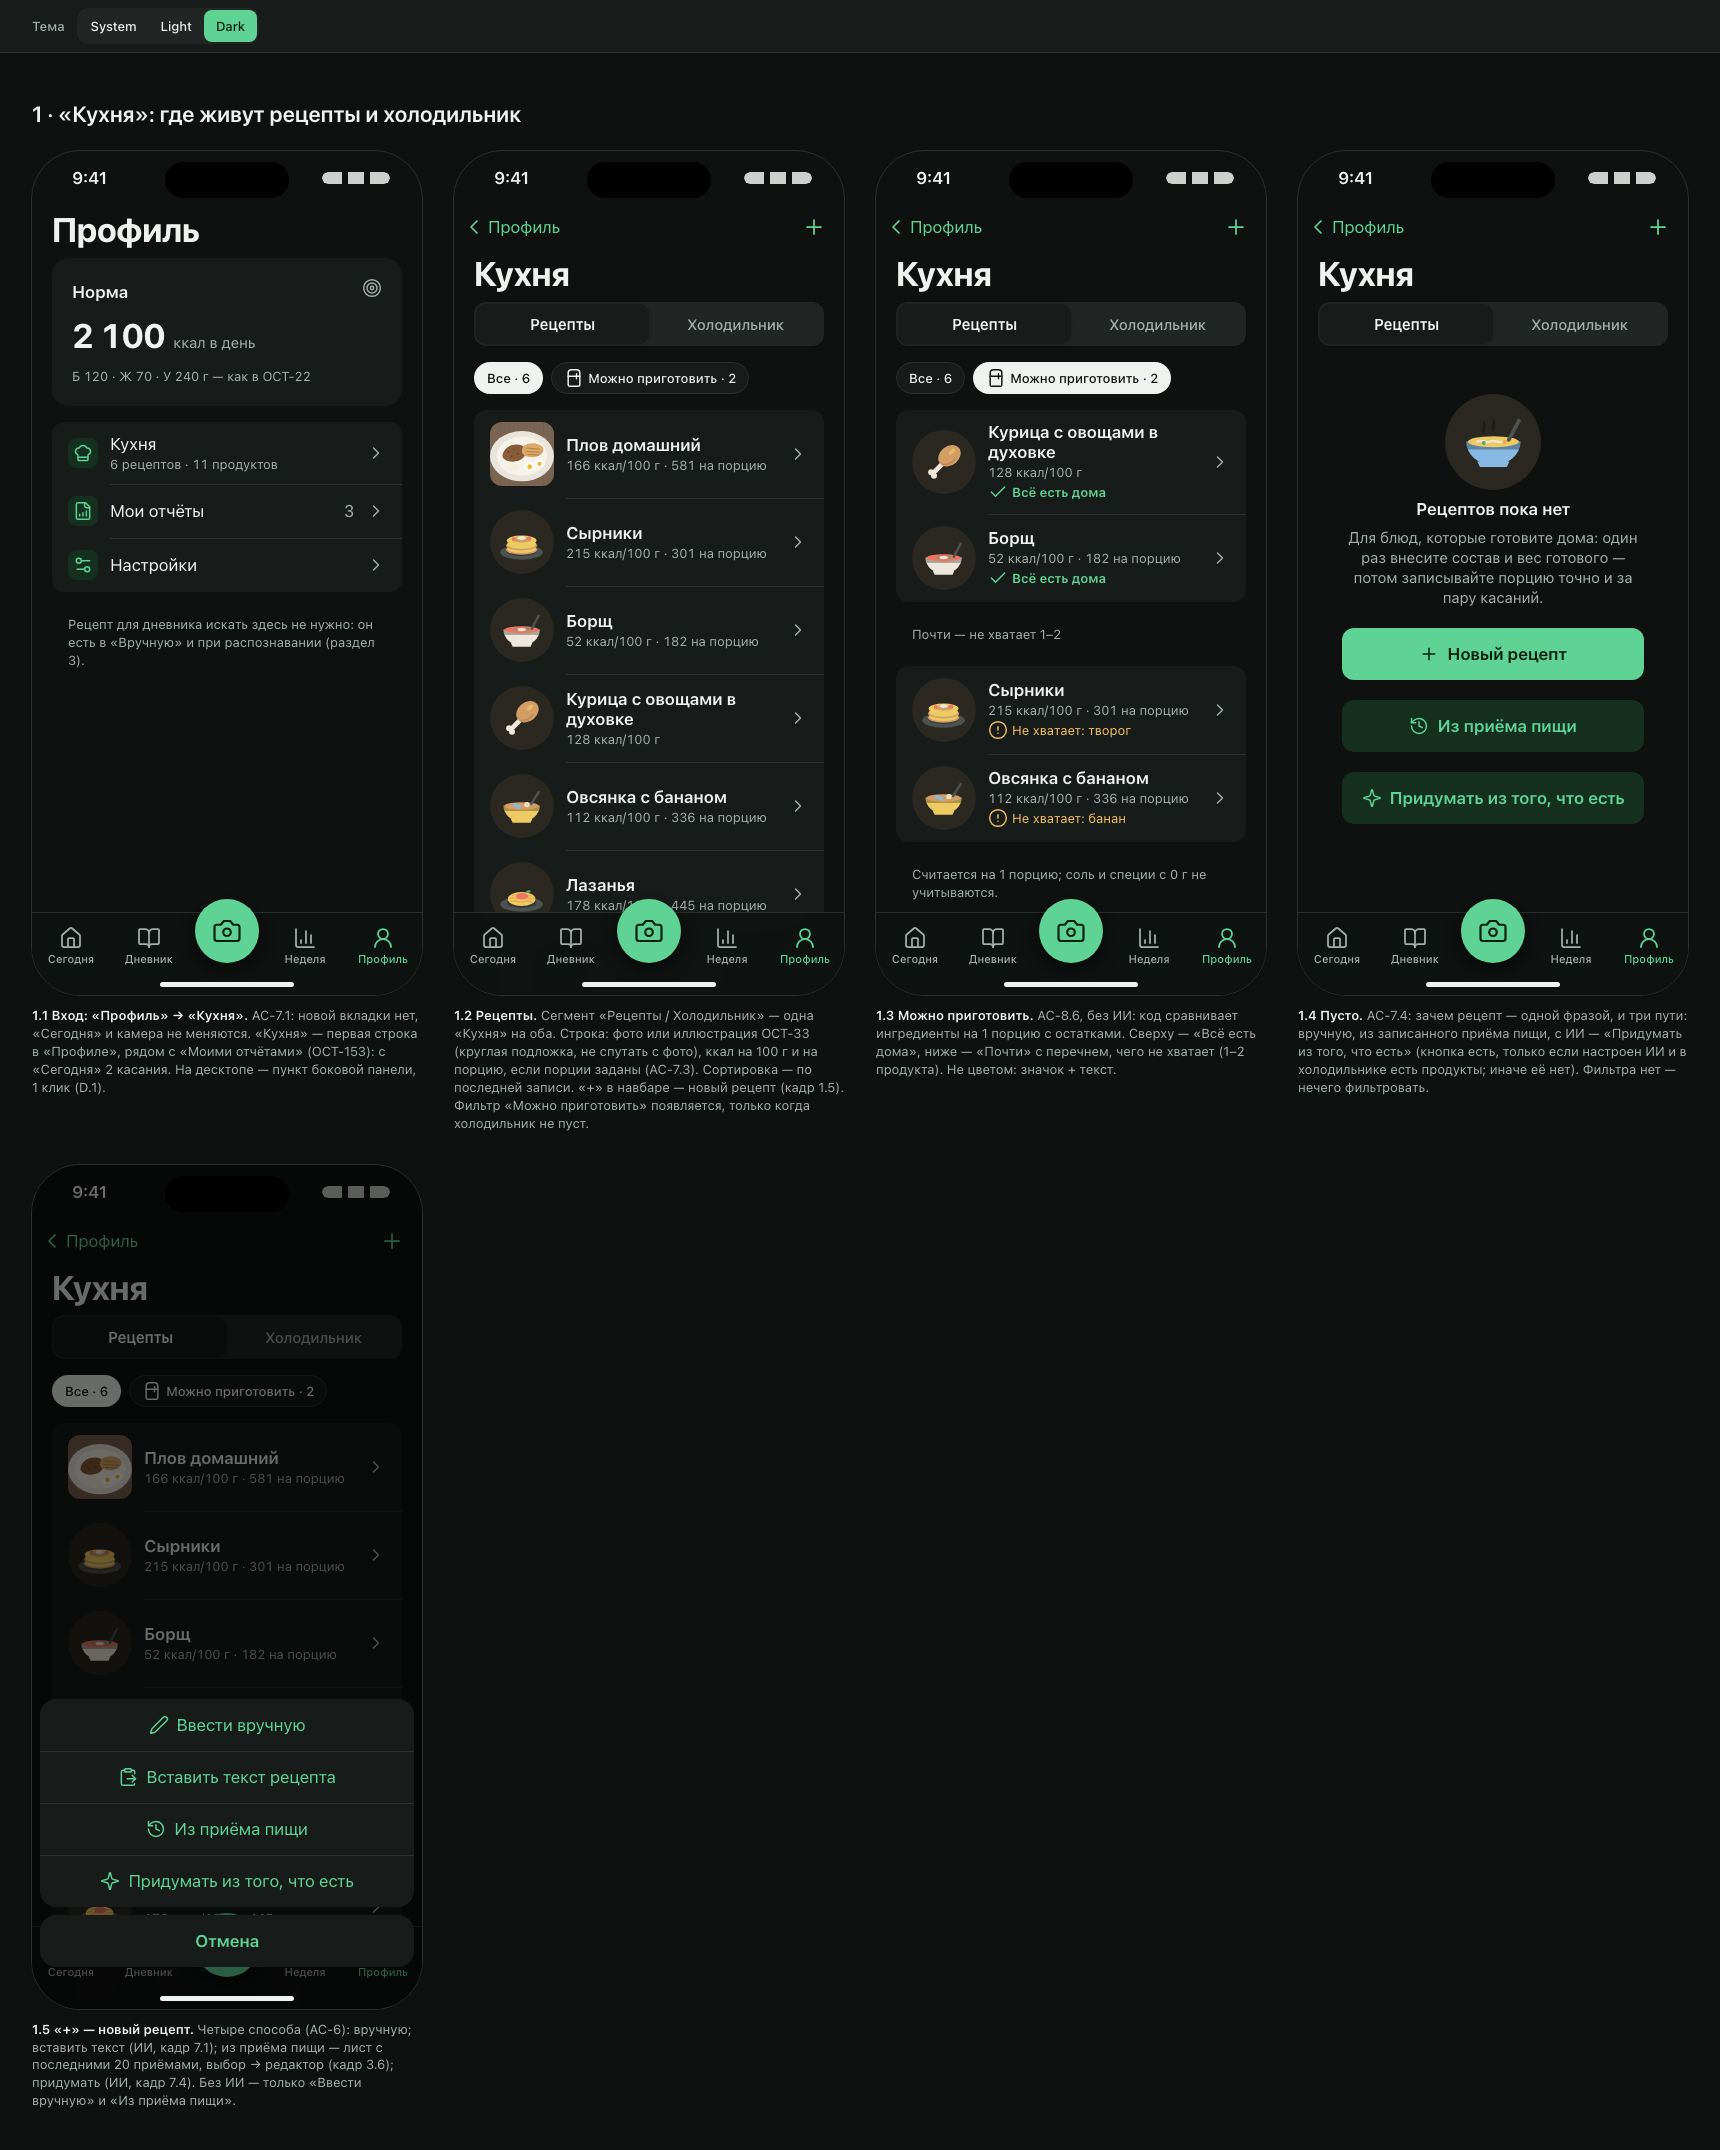 Тема System Light Dark
1 · «Кухня»: где живут рецепты и холодильник
9:41
Профиль
Норма
2 100 ккал в день
Б 120 · Ж 70 · У 240 г — как в ОСТ-22
Кухня
6 рецептов · 11 продуктов
Мои отчёты 3
Настройки
Рецепт для дневника искать здесь не нужно: он
есть в «Вручную» и при распознавании (раздел
3).
Сегодня Дневник Неделя Профиль
1.1 Вход: «Профиль» → «Кухня». АС-7.1: новой вкладки нет,
«Сегодня» и камера не меняются. «Кухня» — первая строка
в «Профиле», рядом с «Моими отчётами» (ОСТ-153): с
«Сегодня» 2 касания. На десктопе — пункт боковой панели,
1 клик (D.1).
9:41
Профиль
Кухня
Рецепты Холодильник
Все · 6 Можно приготовить · 2
Плов домашний
166 ккал/100 г · 581 на порцию
Сырники
215 ккал/100 г · 301 на порцию
Борщ
52 ккал/100 г · 182 на порцию
Курица с овощами в
духовке
128 ккал/100 г
Овсянка с бананом
112 ккал/100 г · 336 на порцию
Лазанья
178 ккал/1 445 на порцию
Сегодня Дневник Неделя Профиль
1.2 Рецепты. Сегмент «Рецепты / Холодильник» — одна
«Кухня» на оба. Строка: фото или иллюстрация ОСТ-33
(круглая подложка, не спутать с фото), ккал на 100 г и на
порцию, если порции заданы (АС-7.3). Сортировка — по
последней записи. «+» в навбаре — новый рецепт (кадр 1.5).
Фильтр «Можно приготовить» появляется, только когда
холодильник не пуст.
9:41
Профиль
Кухня
Рецепты Холодильник
Все · 6 Можно приготовить · 2
Курица с овощами в
духовке
128 ккал/100 г
Всё есть дома
Борщ
52 ккал/100 г · 182 на порцию
Всё есть дома
Почти — не хватает 1–2
Сырники
215 ккал/100 г · 301 на порцию
Не хватает: творог
Овсянка с бананом
112 ккал/100 г · 336 на порцию
Не хватает: банан
Считается на 1 порцию; соль и специи с 0 г не
учитываются.
Сегодня Дневник Неделя Профиль
1.3 Можно приготовить. АС-8.6, без ИИ: код сравнивает
ингредиенты на 1 порцию с остатками. Сверху — «Всё есть
дома», ниже — «Почти» с перечнем, чего не хватает (1–2
продукта). Не цветом: значок + текст.
9:41
Профиль
Кухня
Рецепты Холодильник
Рецептов пока нет
Для блюд, которые готовите дома: один
раз внесите состав и вес готового —
потом записывайте порцию точно и за
пару касаний.
Новый рецепт
Из приёма пищи
Придумать из того, что есть
Сегодня Дневник Неделя Профиль
1.4 Пусто. АС-7.4: зачем рецепт — одной фразой, и три пути:
вручную, из записанного приёма пищи, с ИИ — «Придумать
из того, что есть» (кнопка есть, только если настроен ИИ и в
холодильнике есть продукты; иначе её нет). Фильтра нет —
нечего фильтровать.
9:41
Профиль
Кухня
Рецепты Холодильник
Все · 6 Можно приготовить · 2
Плов домашний
166 ккал/100 г · 581 на порцию
Сырники
215 ккал/100 г · 301 на порцию
Борщ
52 ккал/100 г · 182 на порцию
Ввести вручную
Вставить текст рецепта
Из приёма пищи
Придумать из того, что есть
Отмена
Сегодня Дневник Неделя Профиль
1.5 «+» — новый рецепт. Четыре способа (АС-6): вручную;
вставить текст (ИИ, кадр 7.1); из приёма пищи — лист с
последними 20 приёмами, выбор → редактор (кадр 3.6);
придумать (ИИ, кадр 7.4). Без ИИ — только «Ввести
вручную» и «Из приёма пищи».